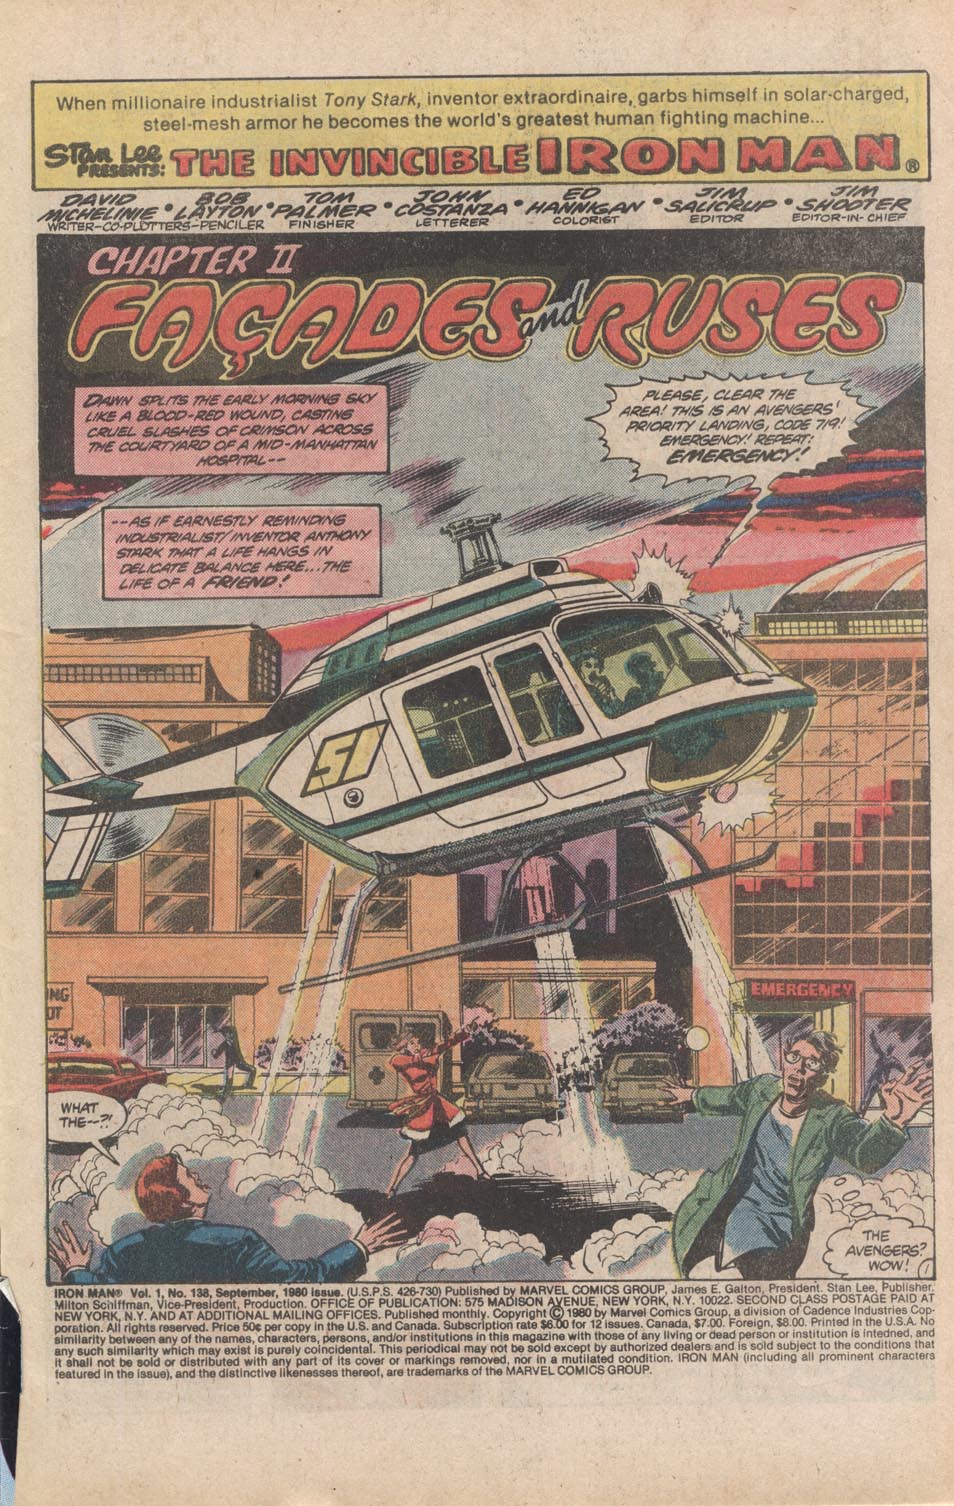 When millionaire industrialist Tony Stark, inventor extraordinaire, garbs himself in solar-charged,
steel-mesh armor he becomes the world's greatest human fighting machine...
STAN LEE
PRESENTS:
THE INVINCIBLE IRON MAN®
DAVID
MICHELINIE • BOB
LAYTON • TOM
PALMER • JOHN
COSTANZA • ED
HANNIGAN • JIM
SALICRUP • JIM
SHOOTER
WRITER-CO-PLOTTERS-PENCILER
FINISHER
LETTERER
COLORIST
EDITOR
EDITOR-IN-CHIEF
CHAPTER II
FAÇADES and RUSES
DAWN SPLITS THE EARLY MORNING SKY
LIKE A BLOOD-RED WOUND, CASTING
CRUEL SLASHES OF CRIMSON ACROSS
THE COURTYARD OF A MID-MANHATTAN
HOSPITAL--
PLEASE, CLEAR THE
AREA! THIS IS AN AVENGERS'
PRIORITY LANDING, CODE 719!
EMERGENCY! REPEAT:
EMERGENCY!
--AS IF EARNESTLY REMINDING
INDUSTRIALIST/INVENTOR ANTHONY
STARK THAT A LIFE HANGS IN
DELICATE BALANCE HERE...THE
LIFE OF A FRIEND!
51
EMERGENCY
NG
OT
WHAT
THE--?!
THE
AVENGERS?
WOW!
1
IRON MAN® Vol. 1, No. 138, September, 1980 issue. (U.S.P.S. 426-730) Published by MARVEL COMICS GROUP, James E. Galton, President. Stan Lee, Publisher.
Milton Schiffman, Vice-President, Production. OFFICE OF PUBLICATION: 575 MADISON AVENUE, NEW YORK, N.Y. 10022. SECOND CLASS POSTAGE PAID AT
NEW YORK, N.Y. AND AT ADDITIONAL MAILING OFFICES. Published monthly. Copyright © 1980 by Marvel Comics Group, a division of Cadence Industries Cor-
poration. All rights reserved. Price 50¢ per copy in the U.S. and Canada. Subscription rate $6.00 for 12 issues. Canada, $7.00. Foreign, $8.00. Printed in the U.S.A. No
similarity between any of the names, characters, persons, and/or institutions in this magazine with those of any living or dead person or institution is intedned, and
any such similarity which may exist is purely coincidental. This periodical may not be sold except by authorized dealers and is sold subject to the conditions that
it shall not be sold or distributed with any part of its cover or markings removed, nor in a mutilated condition. IRON MAN (including all prominent characters
featured in the issue), and the distinctive likenesses thereof, are trademarks of the MARVEL COMICS GROUP.